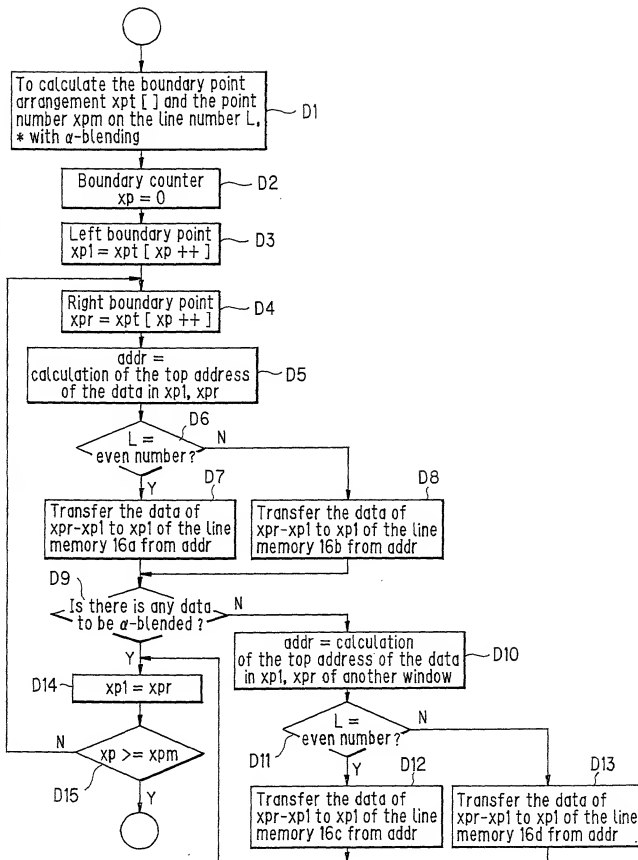 To calculate the boundary point
arrangement xpt [ ] and the point
number xpm on the line number L,
* with α-blending
D1
Boundary counter
xp = 0
D2
Left boundary point
xp1 = xpt [ xp ++ ]
D3
Right boundary point
xpr = xpt [ xp ++ ]
D4
addr =
calculation of the top address
of the data in xp1, xpr
D5
D6
L =
even number?
N
Y
D7
D8
Transfer the data of
xpr-xp1 to xp1 of the line
memory 16a from addr
Transfer the data of
xpr-xp1 to xp1 of the line
memory 16b from addr
D9
Is there is any data
to be α-blended ?
N
Y
addr = calculation
of the top address of the data
in xp1, xpr of another window
D10
D14
xp1 = xpr
L =
even number?
N
D11
Y
N
xp >= xpm
D15
Y
D12
D13
Transfer the data of
xpr-xp1 to xp1 of the line
memory 16c from addr
Transfer the data of
xpr-xp1 to xp1 of the line
memory 16d from addr